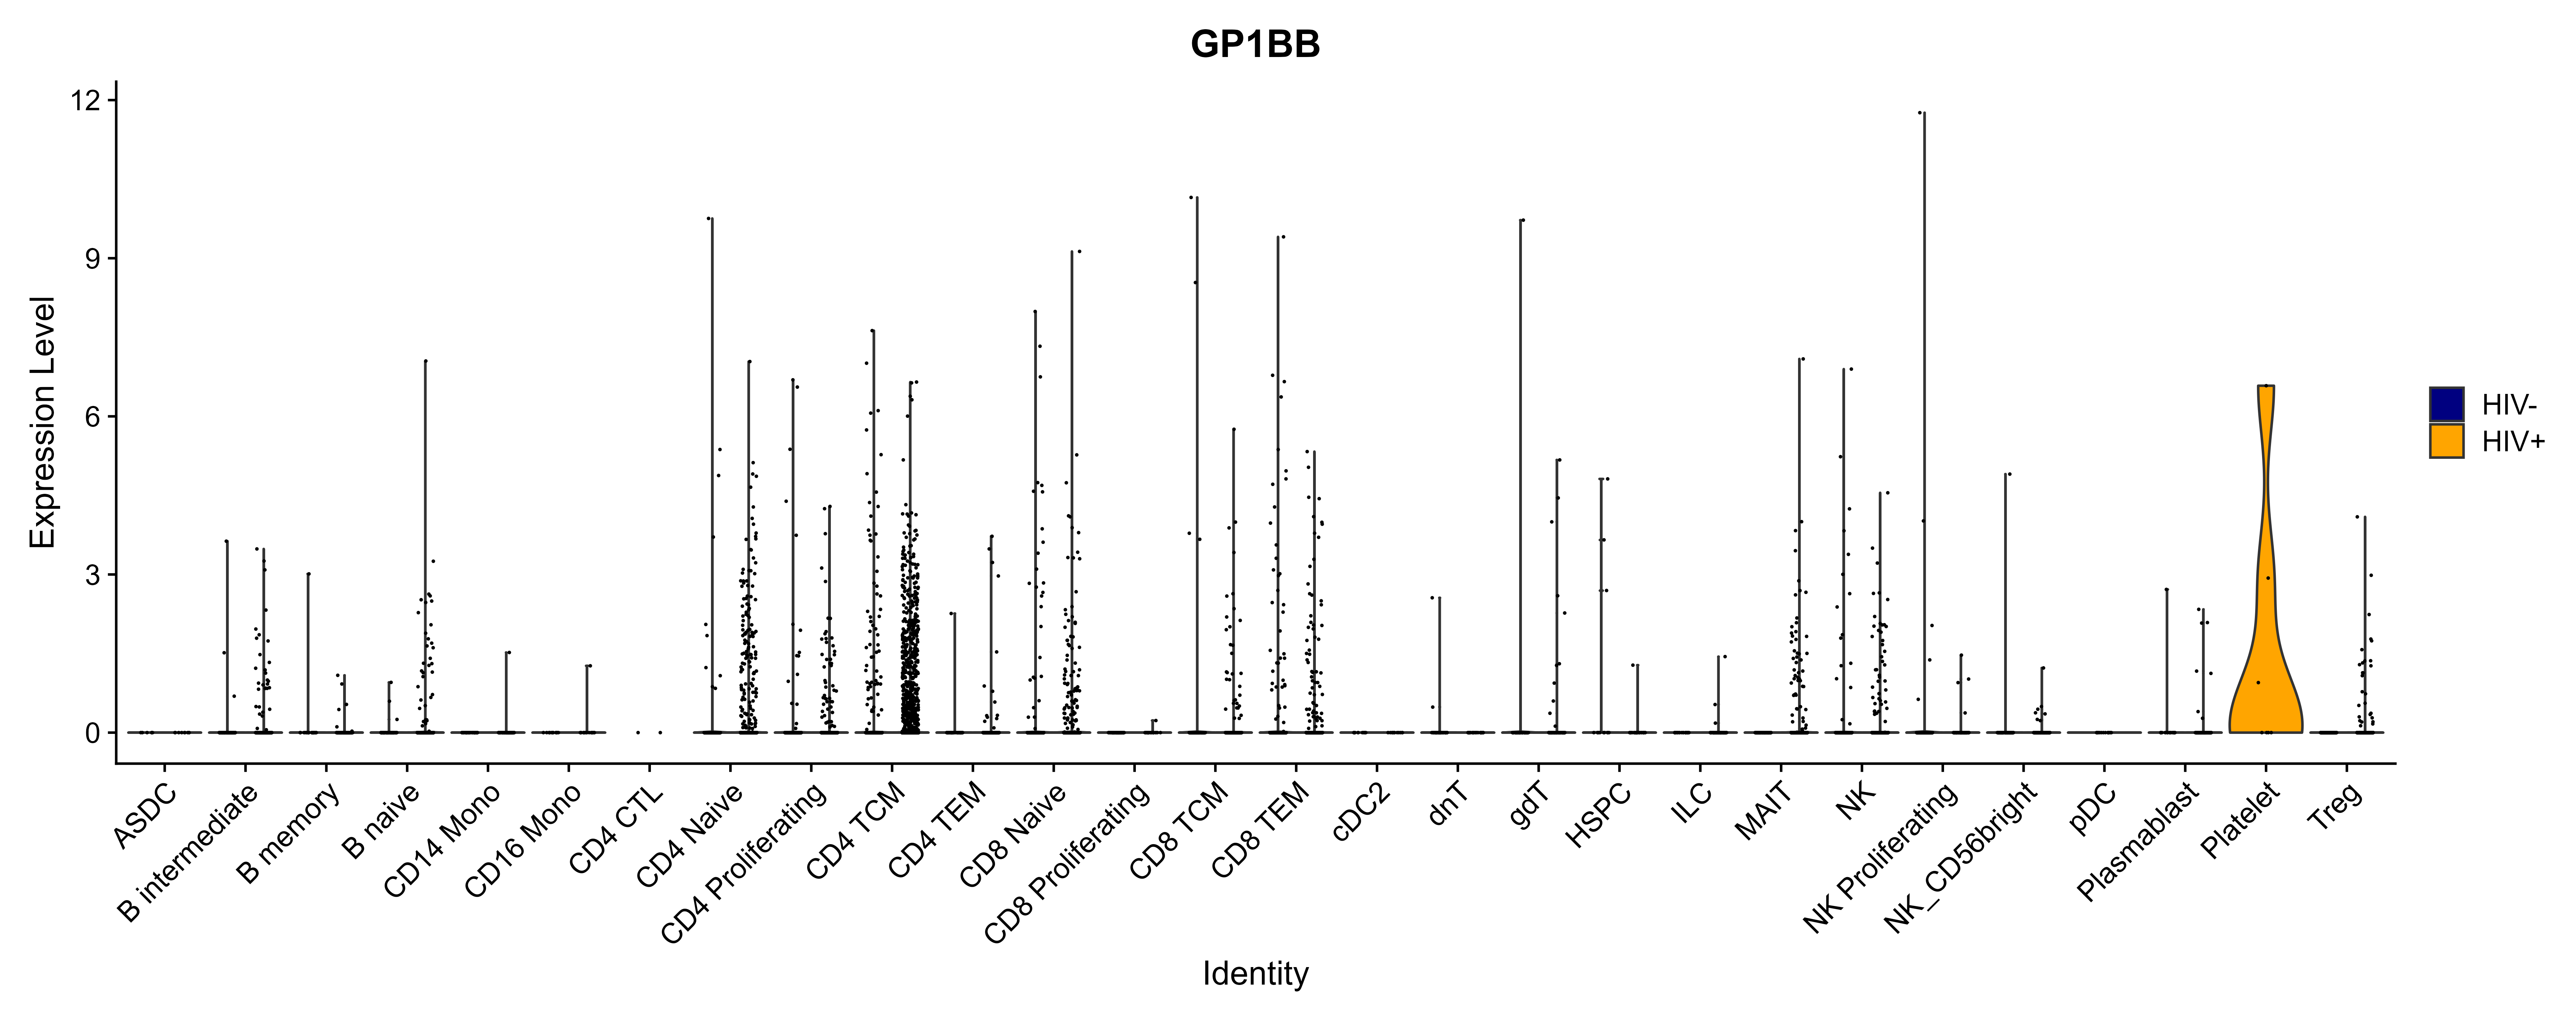 GP1BB
12
9
6
3
0
Expression Level
ASDC
B intermediate
B memory
B naive
CD14 Mono
CD16 Mono
CD4 CTL
CD4 Naive
CD4 Proliferating
CD4 TCM
CD4 TEM
CD8 Naive
CD8 Proliferating
CD8 TCM
CD8 TEM
cDC2
dnT
gdT
HSPC
ILC
MAIT
NK
NK Proliferating
NK_CD56bright
pDC
Plasmablast
Platelet
Treg
Identity
HIV-
HIV+